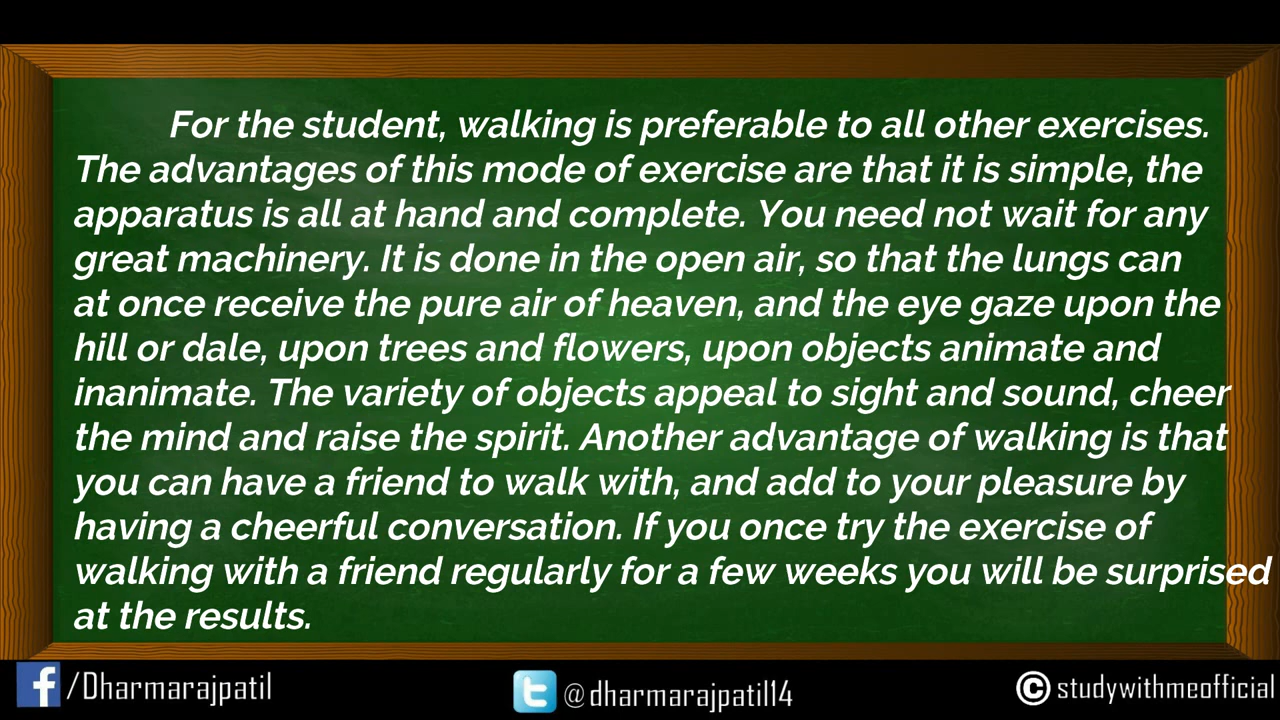 For the student, walking is preferable to all other exercises.
The advantages of this mode of exercise are that it is simple, the
apparatus is all at hand and complete. You need not wait for any
great machinery. It is done in the open air, so that the lungs can
at once receive the pure air of heaven, and the eye gaze upon the
hill or dale, upon trees and flowers, upon objects animate and
inanimate. The variety of objects appeal to sight and sound, cheer
the mind and raise the spirit. Another advantage of walking is that
you can have a friend to walk with, and add to your pleasure by
having a cheerful conversation. If you once try the exercise of
walking with a friend regularly for a few weeks you will be surprised
at the results.
f /Dharmarajpatil t @dharmarajpatil14 © studywithmeofficial